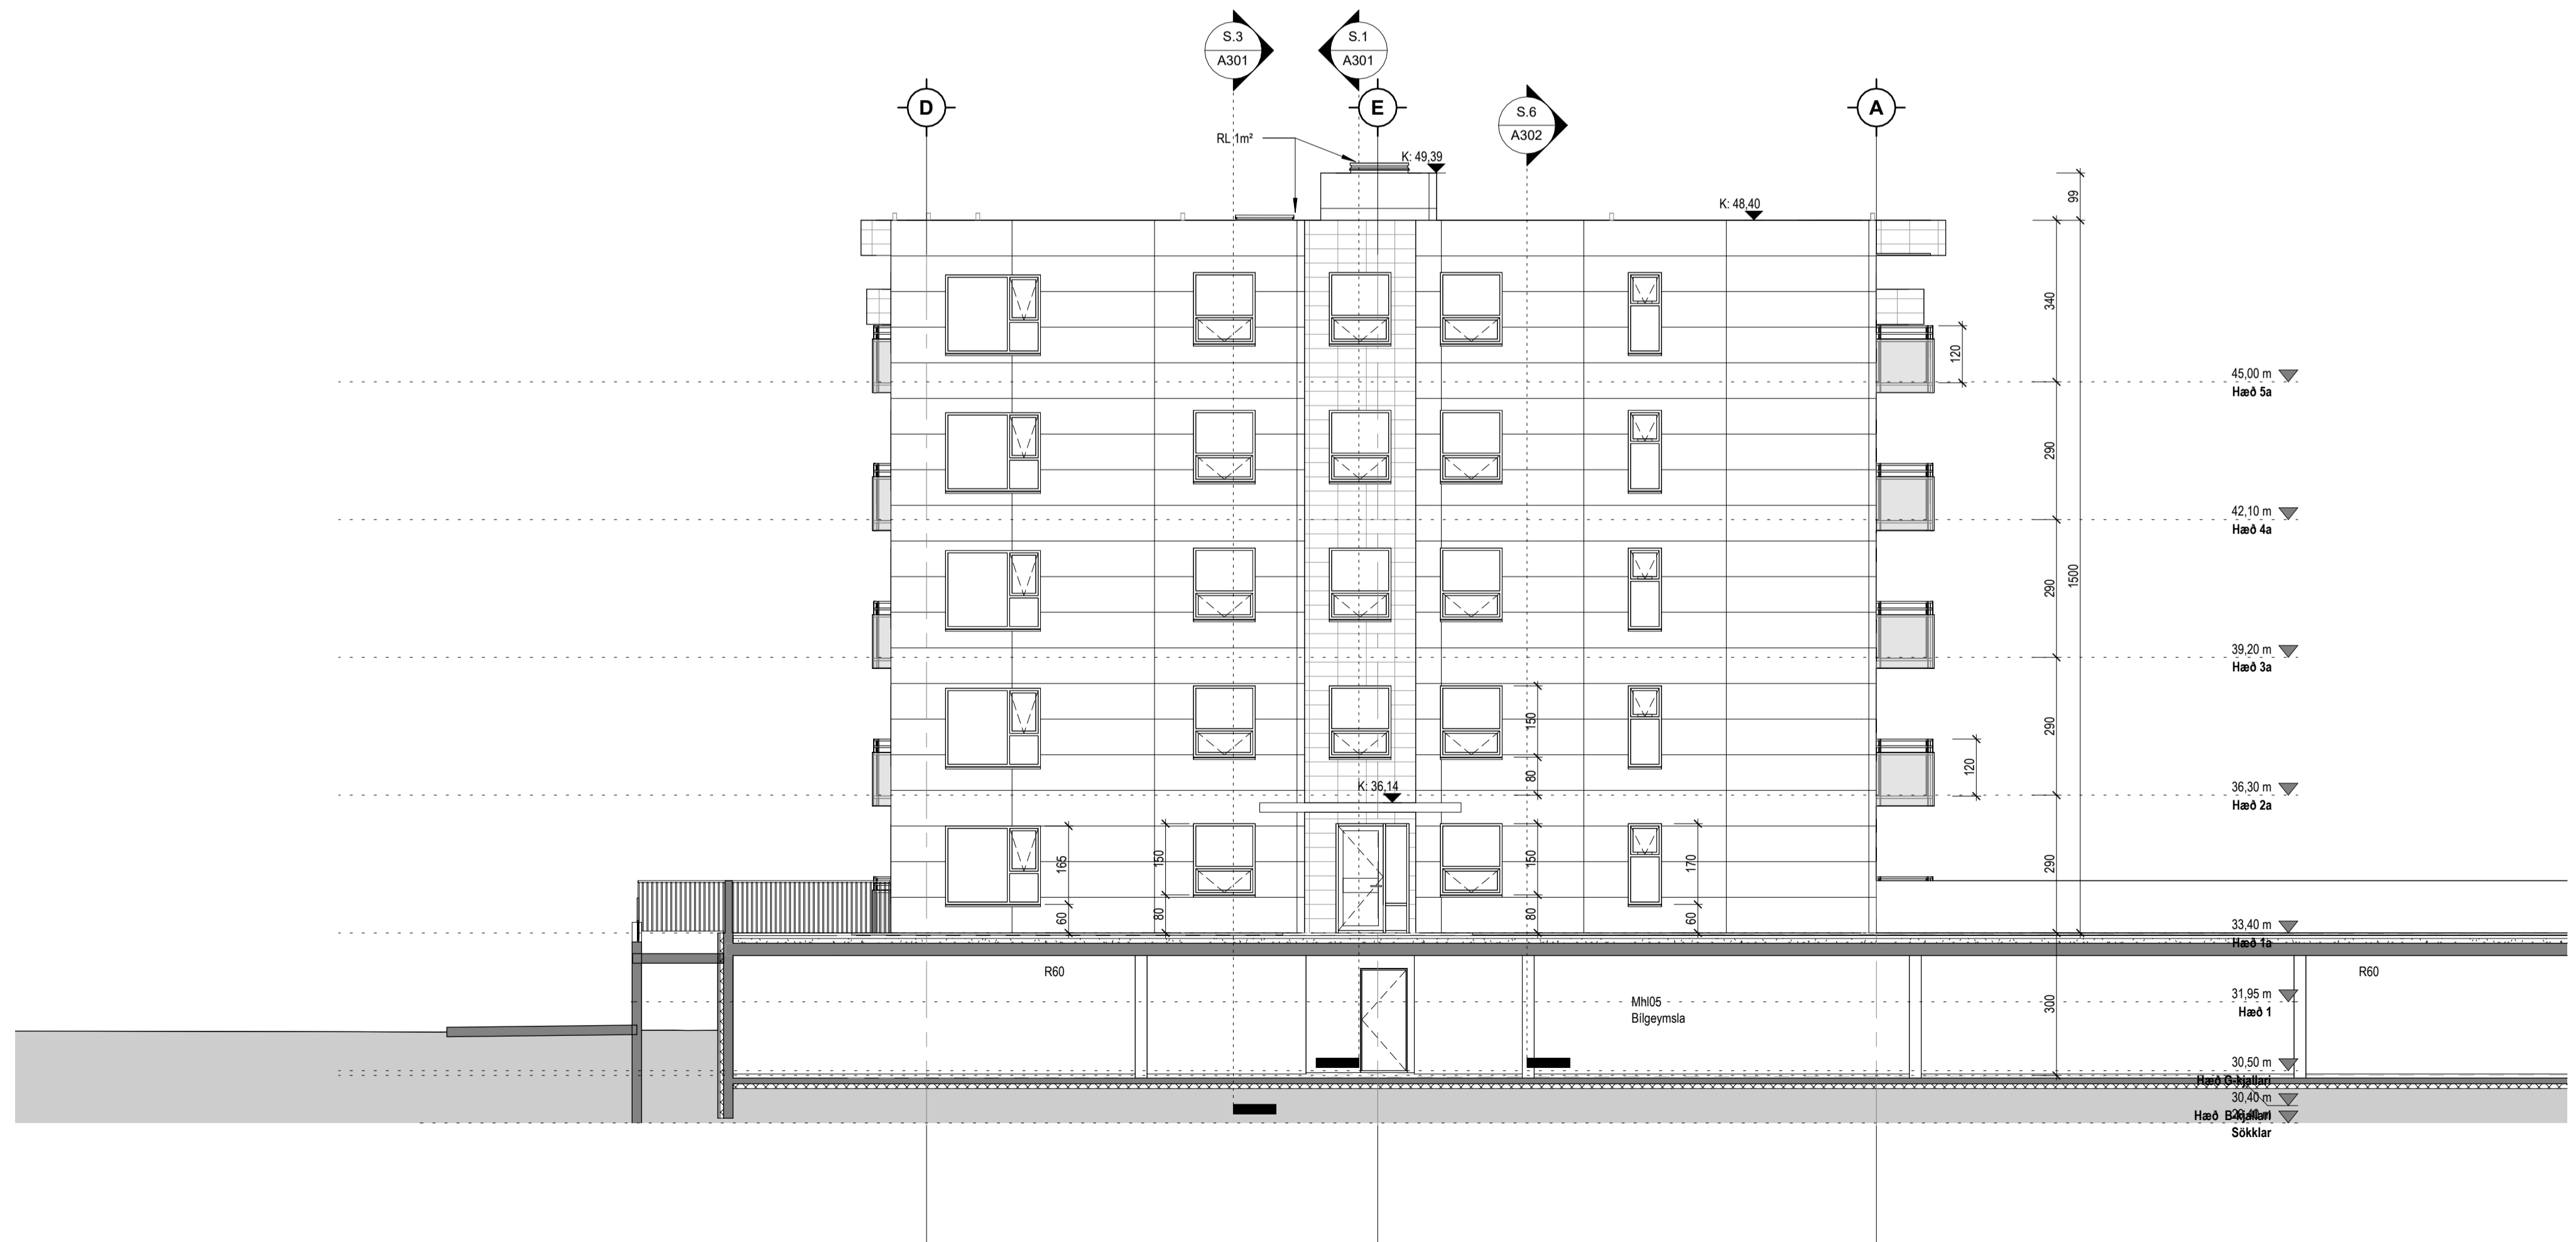 S.3
A301
S.1
A301
D
E
S.6
A302
A
RL 1m²
K: 49,39
K: 48,40
99
340
120
45,00 m
Hæð 5a
290
42,10 m
Hæð 4a
290
1500
39,20 m
Hæð 3a
150
290
80
120
K: 36,14
36,30 m
Hæð 2a
165
150
150
170
290
60
80
80
60
33,40 m
Hæð 1a
R60
R60
Mhl05
Bílgeymsla
300
31,95 m
Hæð 1
30,50 m
Hæð G-kjallari
30,40 m
Hæð B-kjallari
Sökklar